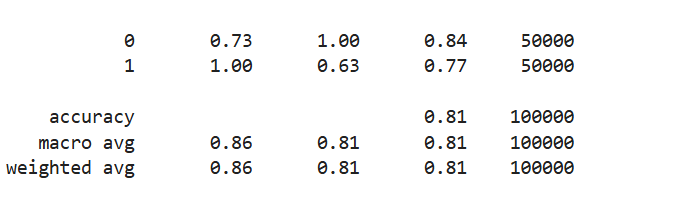 0 0.73 1.00 0.84 50000
1 1.00 0.63 0.77 50000
accuracy 0.81 100000
macro avg 0.86 0.81 0.81 100000
weighted avg 0.86 0.81 0.81 100000